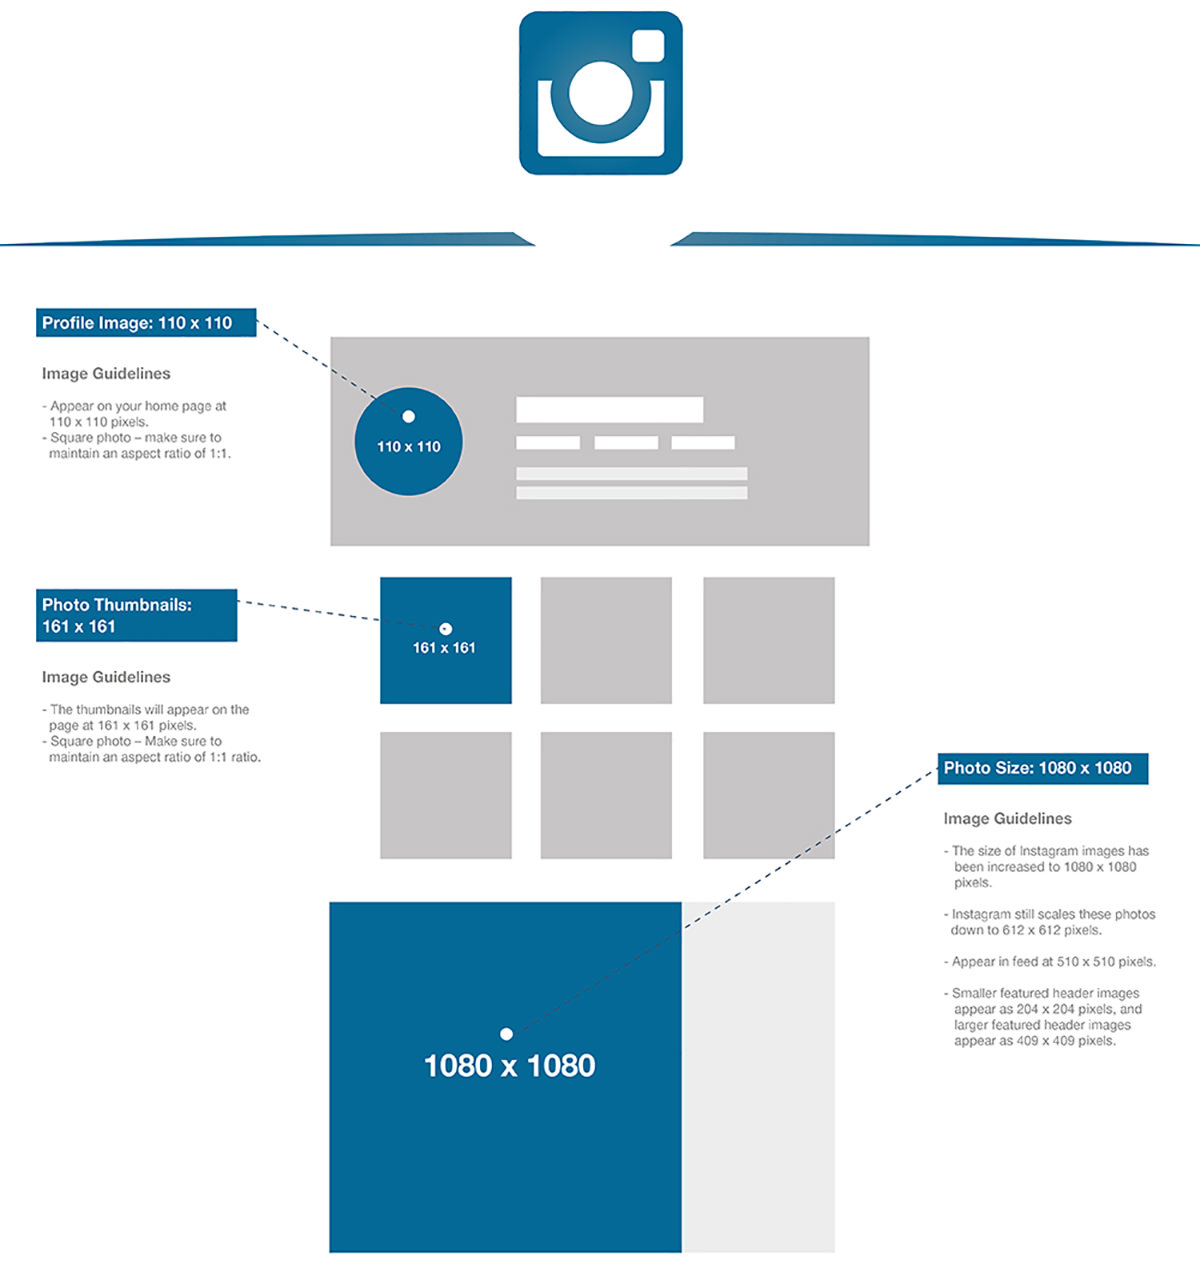 Profile Image: 110 x 110
Image Guidelines
- Appear on your home page at
110 x 110 pixels.
- Square photo – make sure to
maintain an aspect ratio of 1:1.
110 x 110
Photo Thumbnails:
161 x 161
Image Guidelines
- The thumbnails will appear on the
page at 161 x 161 pixels.
- Square photo – Make sure to
maintain an aspect ratio of 1:1 ratio.
161 x 161
Photo Size: 1080 x 1080
Image Guidelines
- The size of Instagram images has
been increased to 1080 x 1080
pixels.
- Instagram still scales these photos
down to 612 x 612 pixels.
- Appear in feed at 510 x 510 pixels.
- Smaller featured header images
appear as 204 x 204 pixels, and
larger featured header images
appear as 409 x 409 pixels.
1080 x 1080